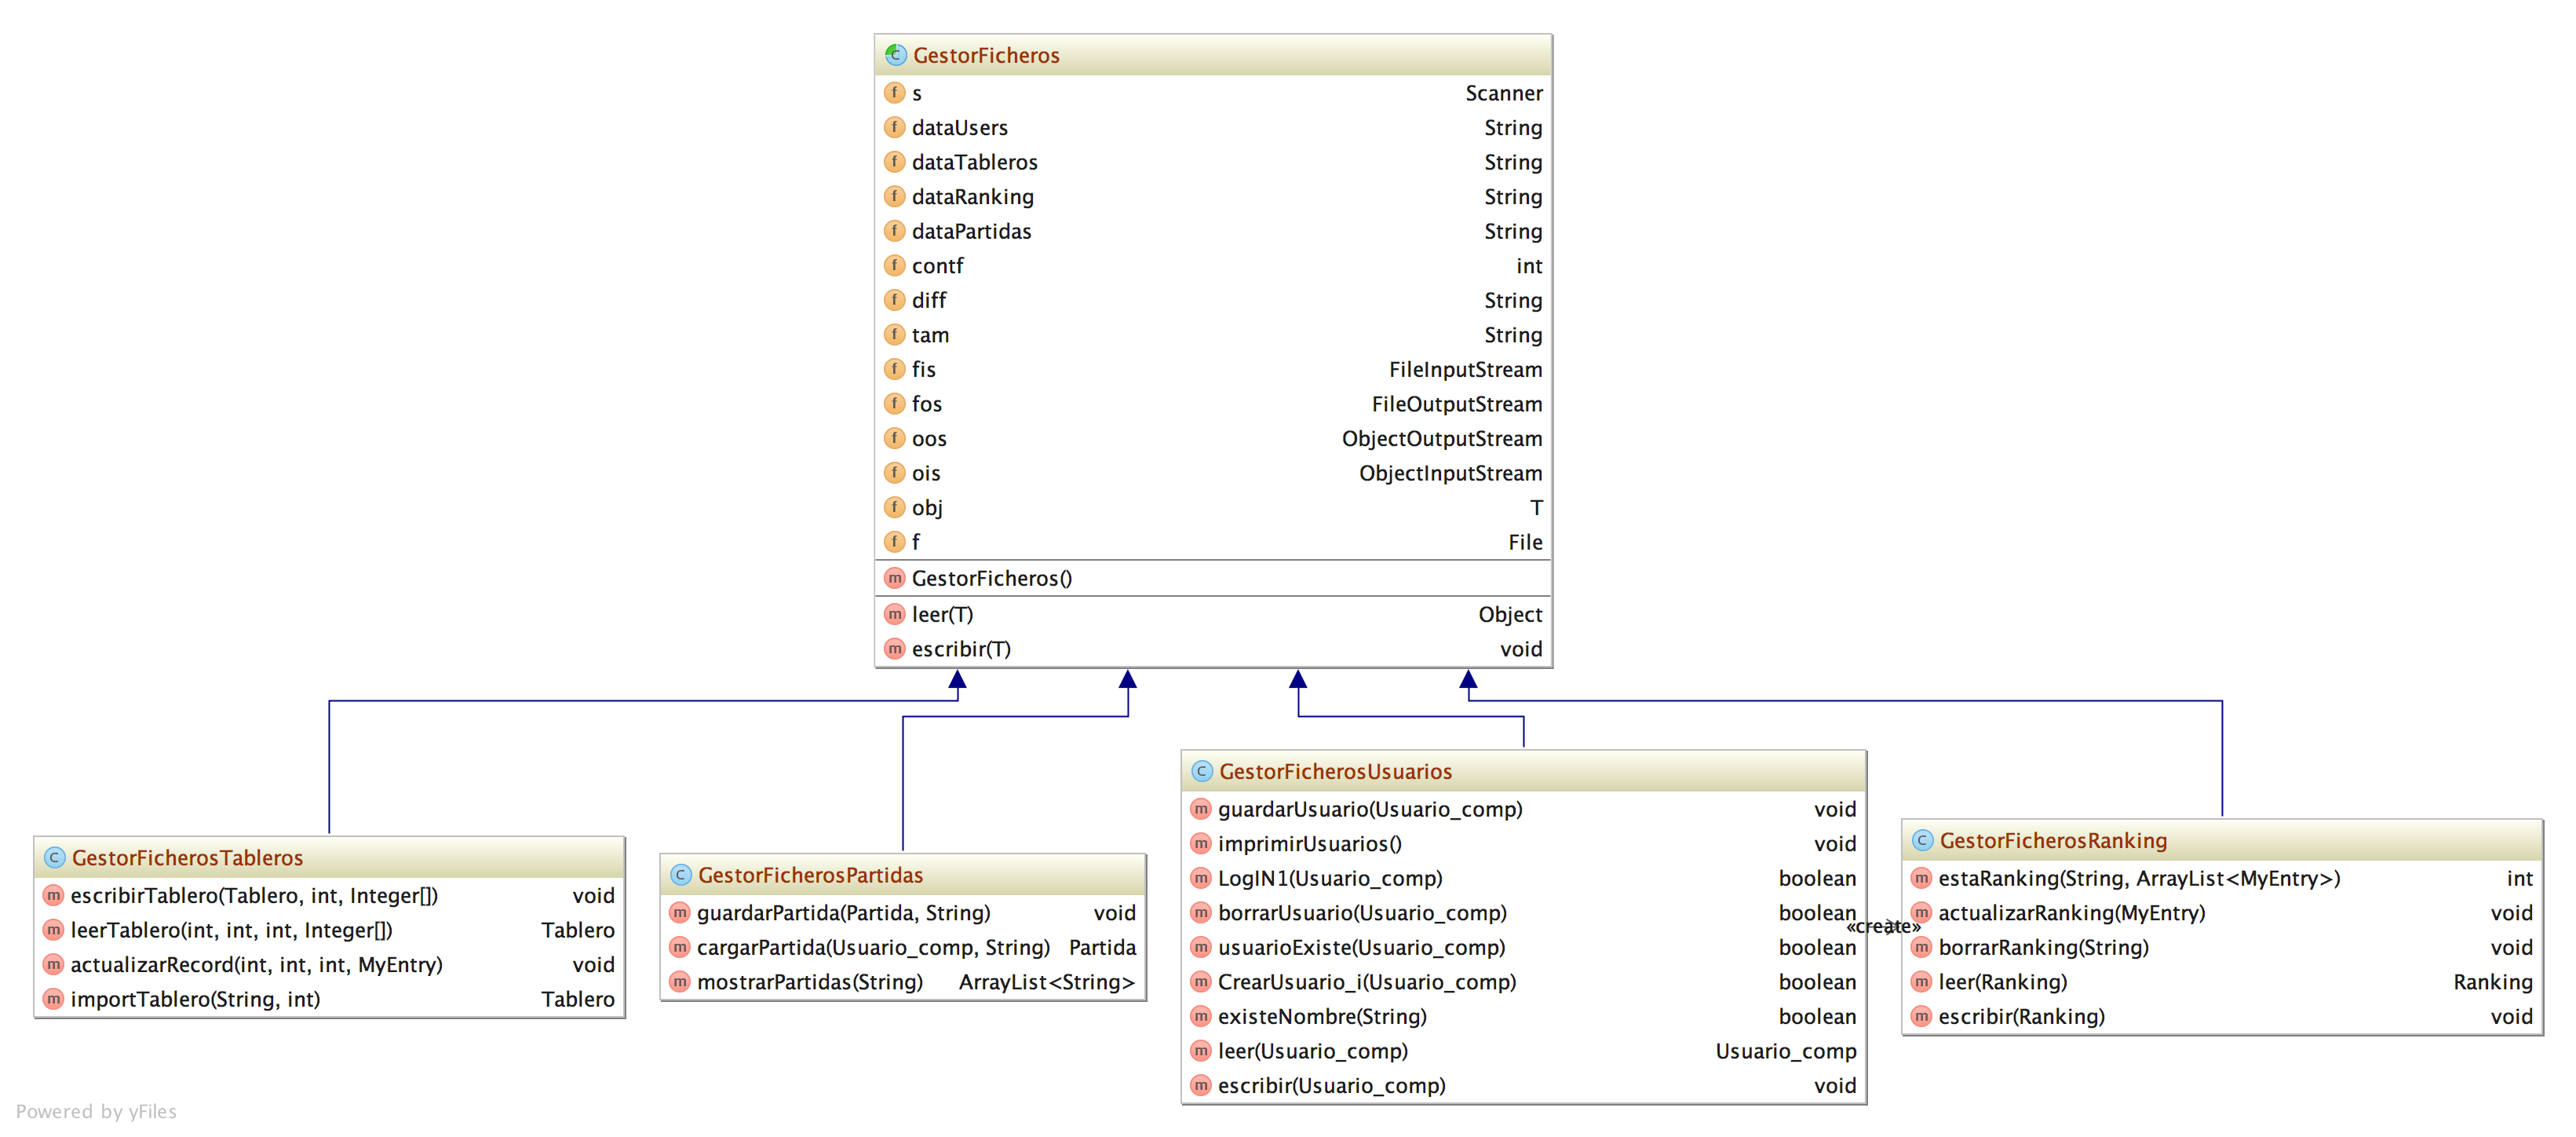 GestorFicheros
s Scanner
dataUsers String
dataTableros String
dataRanking String
dataPartidas String
contf int
diff String
tam String
fis FileInputStream
fos FileOutputStream
oos ObjectOutputStream
ois ObjectInputStream
obj T
f File
GestorFicheros()
leer(T) Object
escribir(T) void
GestorFicherosTableros
escribirTablero(Tablero, int, Integer[]) void
leerTablero(int, int, int, Integer[]) Tablero
actualizarRecord(int, int, int, MyEntry) void
importTablero(String, int) Tablero
GestorFicherosPartidas
guardarPartida(Partida, String) void
cargarPartida(Usuario_comp, String) Partida
mostrarPartidas(String) ArrayList<String>
GestorFicherosUsuarios
guardarUsuario(Usuario_comp) void
imprimirUsuarios() void
LogIN1(Usuario_comp) boolean
borrarUsuario(Usuario_comp) boolean
usuarioExiste(Usuario_comp) boolean
CrearUsuario_i(Usuario_comp) boolean
existeNombre(String) boolean
leer(Usuario_comp) Usuario_comp
escribir(Usuario_comp) void
«create»
GestorFicherosRanking
estaRanking(String, ArrayList<MyEntry>) int
actualizarRanking(MyEntry) void
borrarRanking(String) void
leer(Ranking) Ranking
escribir(Ranking) void
Powered by yFiles